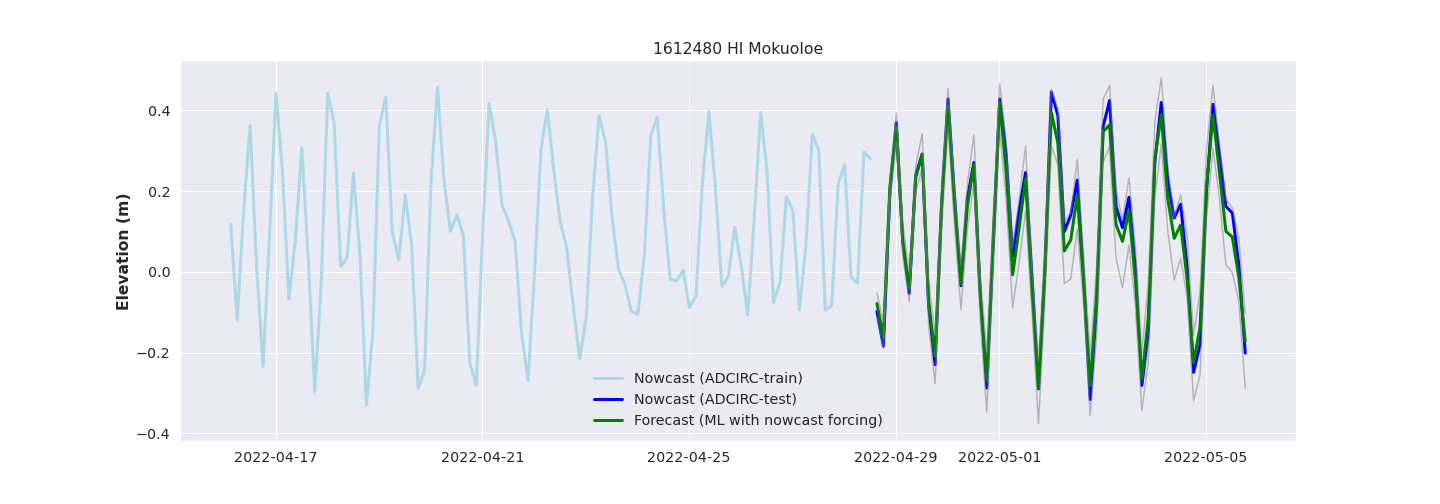 1612480 HI Mokuoloe
Elevation (m)
0.4
0.2
0.0
−0.2
−0.4
Nowcast (ADCIRC-train)
Nowcast (ADCIRC-test)
Forecast (ML with nowcast forcing)
2022-04-17 2022-04-21 2022-04-25 2022-04-29 2022-05-01 2022-05-05